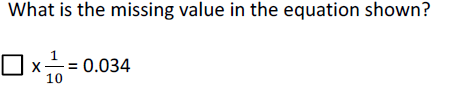 What is the missing value in the equation shown?
□ x 1/10 = 0.034